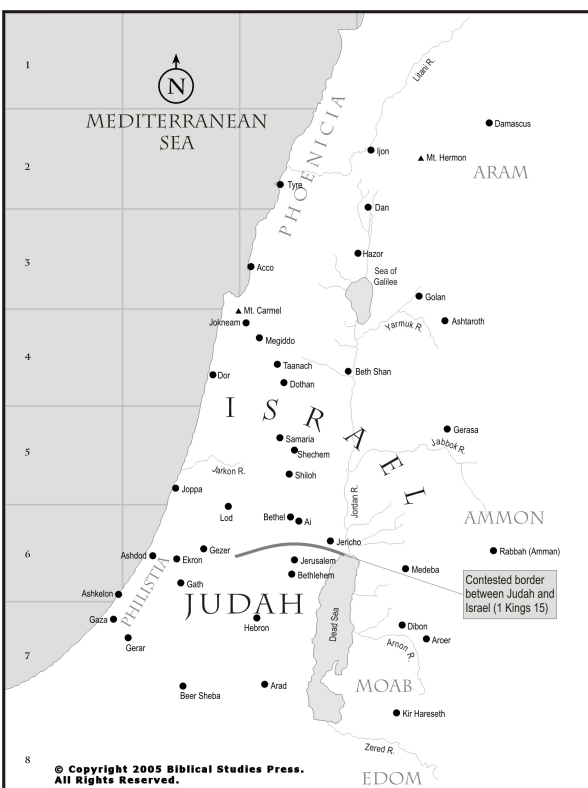 1
N
MEDITERRANEAN
SEA
PHOENICIA
Litani R.
Damascus
Ijon
Mt. Hermon
2
ARAM
Tyre
Dan
Hazor
3
Acco
Sea of
Galilee
Golan
Mt. Carmel
Jokneam
Ashtaroth
Yarmuk R.
Megiddo
4
Taanach
Beth Shan
Dor
Dothan
ISRAEL
Gerasa
Samaria
Jabbok R.
5
Shechem
Jarkon R.
Shiloh
Joppa
Jordan R.
Lod
Bethel
Ai
AMMON
Jericho
Gezer
Rabbah (Amman)
6
Ashdod
Ekron
Jerusalem
Medeba
Bethlehem
Gath
Contested border
between Judah and
Israel (1 Kings 15)
Ashkelon
PHILISTIA
JUDAH
Gaza
Hebron
Dead Sea
Dibon
Gerar
Aroer
Arnon R.
7
Beer Sheba
Arad
MOAB
Kir Hareseth
Zered R.
8
© Copyright 2005 Biblical Studies Press.
All Rights Reserved.
EDOM